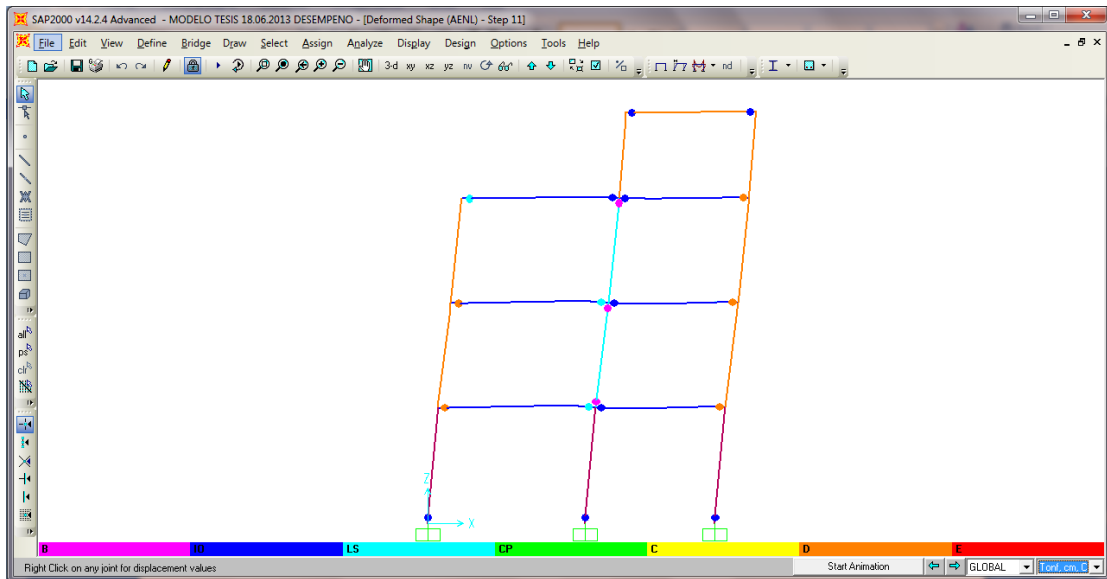 SAP2000 v14.2.4 Advanced - MODELO TESIS 18.06.2013 DESEMPENO - [Deformed Shape (AENL) - Step 11]
File Edit View Define Bridge Draw Select Assign Analyze Display Design Options Tools Help
3-d xy xz yz nv nd
all
ps
clr
Z
X
B IO LS CP C D E
Right Click on any joint for displacement values Start Animation GLOBAL Tonf, cm, C